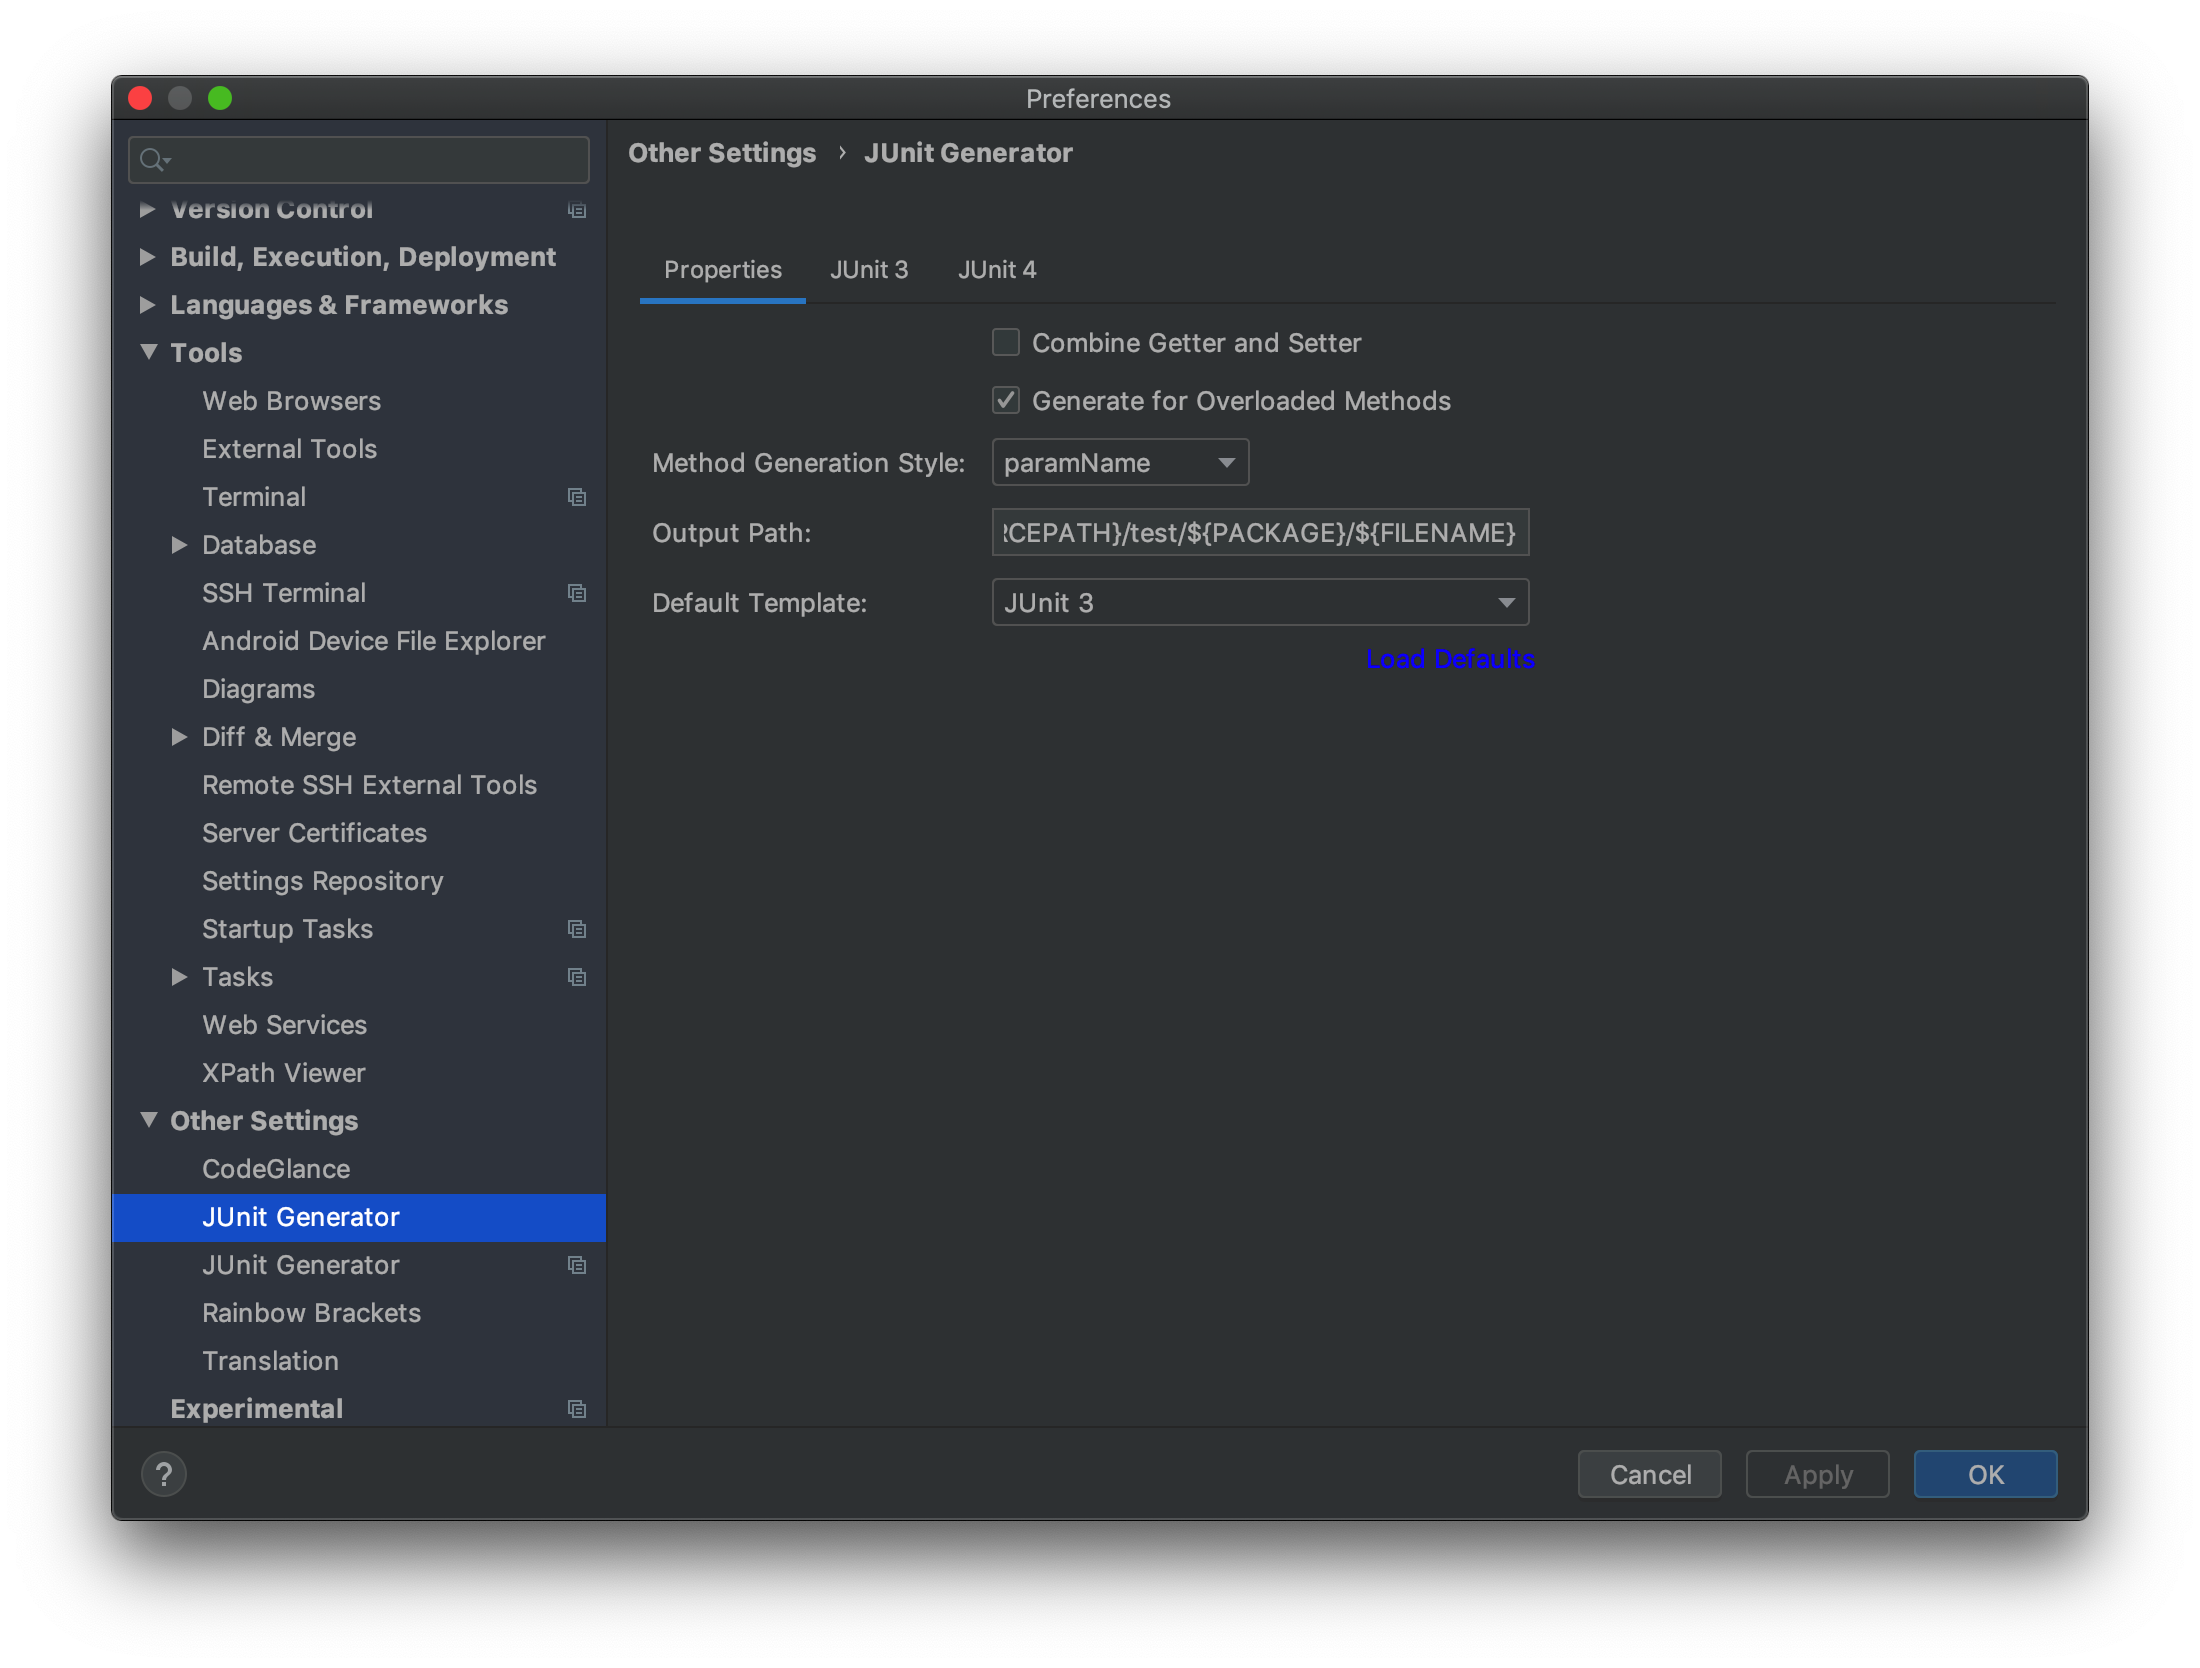 Preferences
Version Control
Build, Execution, Deployment
Languages & Frameworks
Tools
Web Browsers
External Tools
Terminal
Database
SSH Terminal
Android Device File Explorer
Diagrams
Diff & Merge
Remote SSH External Tools
Server Certificates
Settings Repository
Startup Tasks
Tasks
Web Services
XPath Viewer
Other Settings
CodeGlance
JUnit Generator
JUnit Generator
Rainbow Brackets
Translation
Experimental
Other Settings › JUnit Generator
Properties JUnit 3 JUnit 4
Combine Getter and Setter
Generate for Overloaded Methods
Method Generation Style: paramName
Output Path: RCEPATH}/test/${PACKAGE}/${FILENAME}
Default Template: JUnit 3
Load Defaults
? Cancel Apply OK